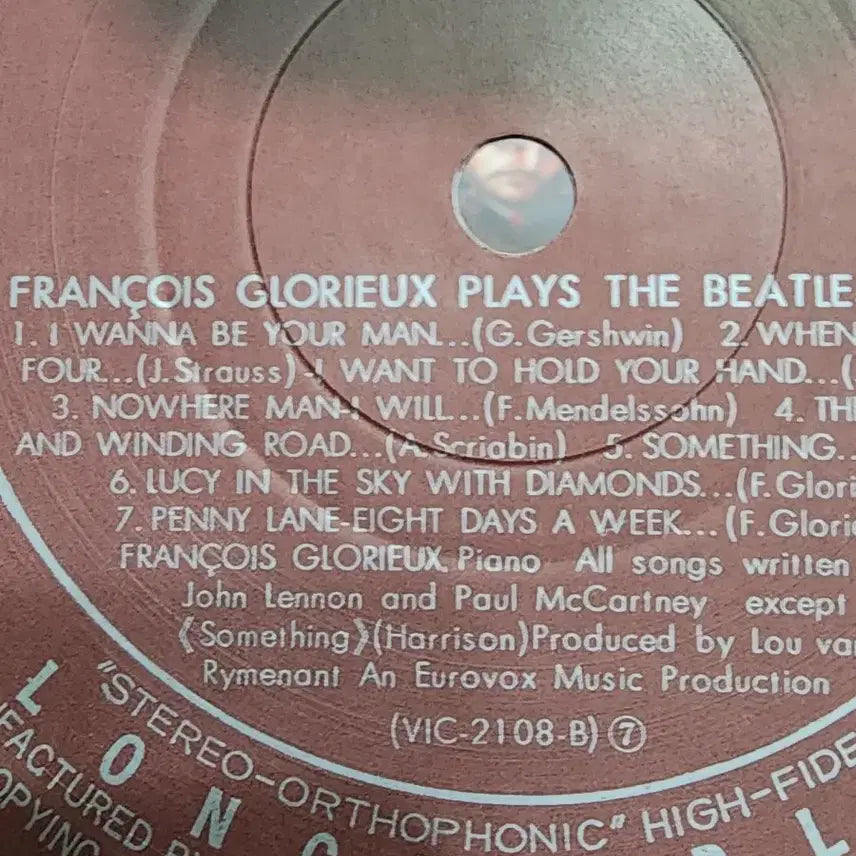 FRANÇOIS GLORIEUX PLAYS THE BEATLE
1. I WANNA BE YOUR MAN...(G.Gershwin) 2. WHEN
FOUR...(J.Strauss)-I WANT TO HOLD YOUR HAND...(
3. NOWHERE MAN-I WILL...(F.Mendelssohn) 4. TH
AND WINDING ROAD...(A.Scriabin) 5. SOMETHING...
6. LUCY IN THE SKY WITH DIAMONDS...(F.Glori
7. PENNY LANE-EIGHT DAYS A WEEK...(F.Glori
FRANÇOIS GLORIEUX, Piano All songs written
John Lennon and Paul McCartney except
《Something》(Harrison)Produced by Lou va
Rymenant An Eurovox Music Production
(VIC-2108-B) ⑦
"STEREO-ORTHOPHONIC" HIGH-FIDE
L O N G